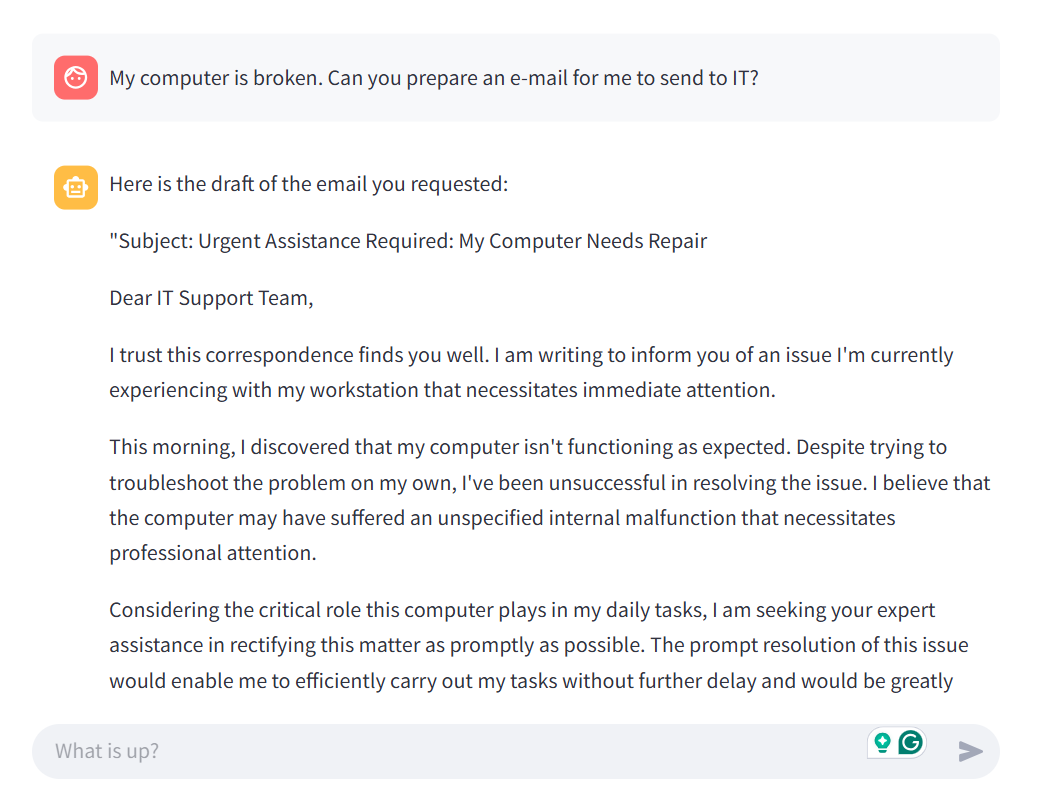 My computer is broken. Can you prepare an e-mail for me to send to IT?
Here is the draft of the email you requested:
"Subject: Urgent Assistance Required: My Computer Needs Repair
Dear IT Support Team,
I trust this correspondence finds you well. I am writing to inform you of an issue I'm currently
experiencing with my workstation that necessitates immediate attention.
This morning, I discovered that my computer isn't functioning as expected. Despite trying to
troubleshoot the problem on my own, I've been unsuccessful in resolving the issue. I believe that
the computer may have suffered an unspecified internal malfunction that necessitates
professional attention.
Considering the critical role this computer plays in my daily tasks, I am seeking your expert
assistance in rectifying this matter as promptly as possible. The prompt resolution of this issue
would enable me to efficiently carry out my tasks without further delay and would be greatly
What is up?